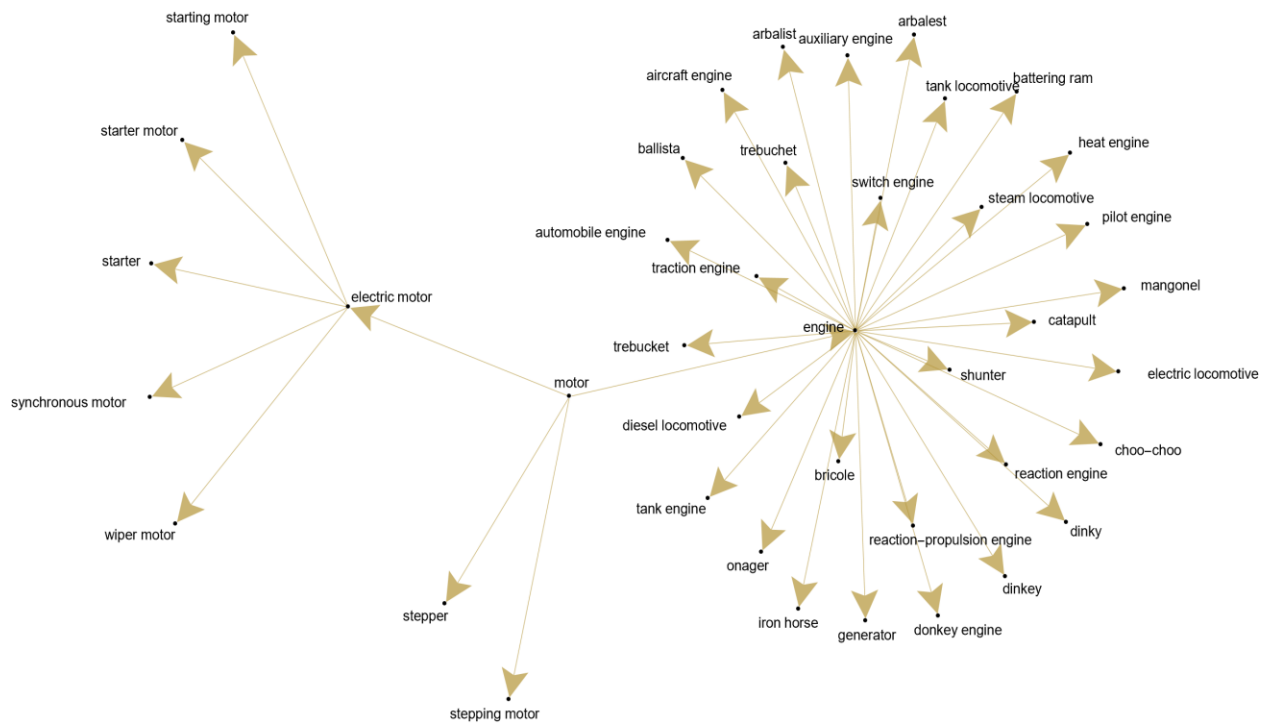 starting motor
arbalest
arbalist
auxiliary engine
aircraft engine
battering ram
tank locomotive
starter motor
ballista
trebuchet
heat engine
switch engine
steam locomotive
pilot engine
automobile engine
starter
traction engine
mangonel
electric motor
catapult
engine
trebucket
shunter
electric locomotive
motor
synchronous motor
diesel locomotive
choo−choo
bricole
reaction engine
tank engine
wiper motor
dinky
reaction−propulsion engine
onager
dinkey
stepper
iron horse
generator
donkey engine
stepping motor